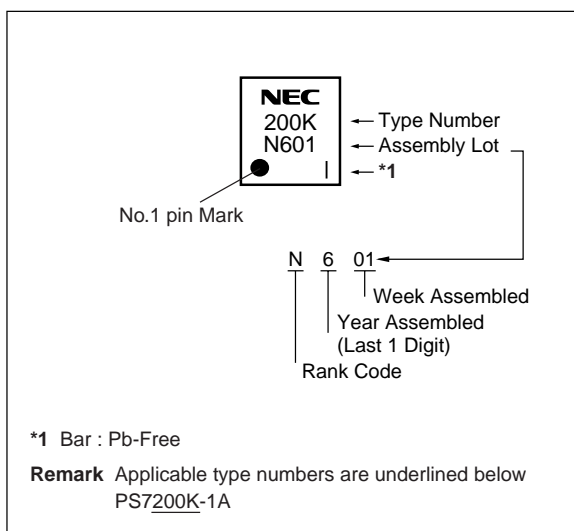 NEC
200K
N601
|
← Type Number
← Assembly Lot
← *1
No.1 pin Mark
N 6 01
Week Assembled
Year Assembled
(Last 1 Digit)
Rank Code
*1 Bar : Pb-Free
Remark Applicable type numbers are underlined below
PS7200K-1A